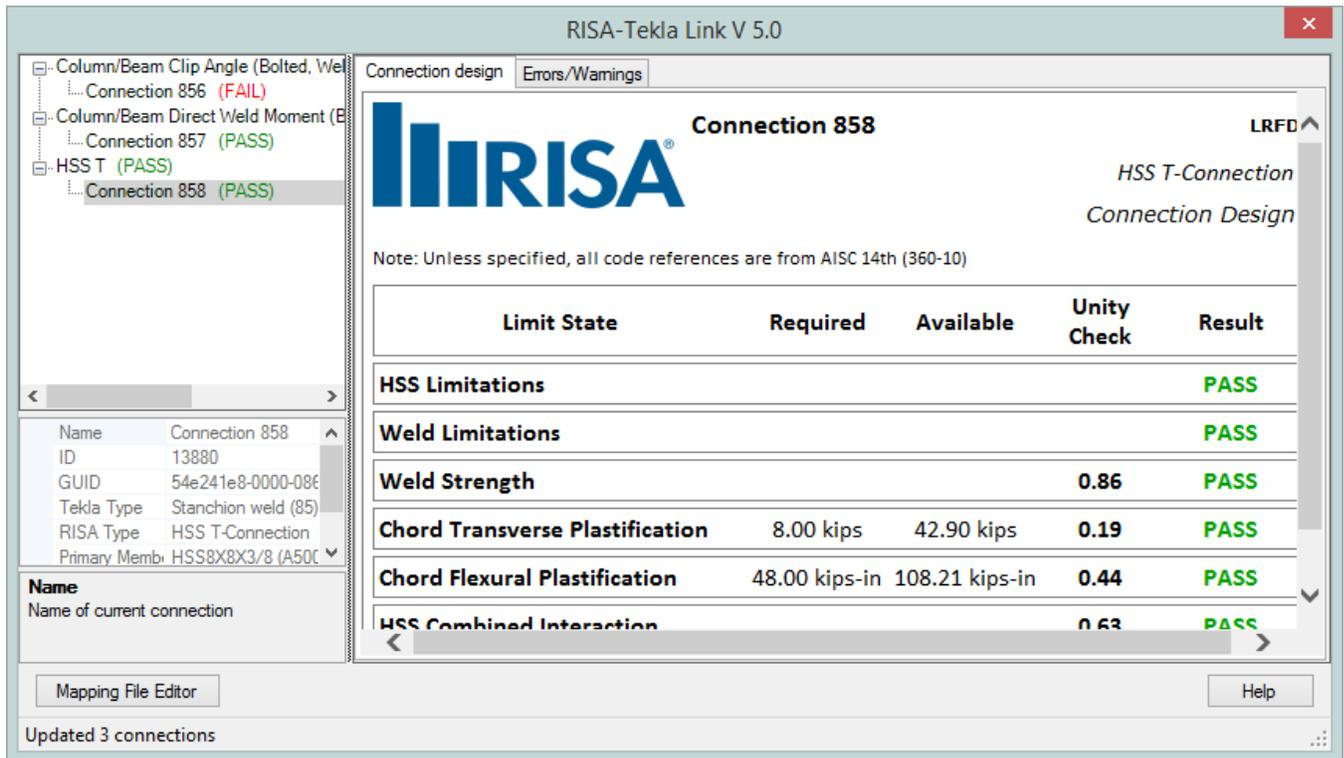 RISA-Tekla Link V 5.0
Column/Beam Clip Angle (Bolted, Wel
Connection 856 (FAIL)
Column/Beam Direct Weld Moment (B
Connection 857 (PASS)
HSS T (PASS)
Connection 858 (PASS)
Name Connection 858
ID 13880
GUID 54e241e8-0000-086
Tekla Type Stanchion weld (85)
RISA Type HSS T-Connection
Primary Membe HSS8X8X3/8 (A500
Name
Name of current connection
Connection design Errors/Warnings
RISA® Connection 858 LRFD
HSS T-Connection
Connection Design
Note: Unless specified, all code references are from AISC 14th (360-10)
Limit State Required Available Unity Check Result
HSS Limitations PASS
Weld Limitations PASS
Weld Strength 0.86 PASS
Chord Transverse Plastification 8.00 kips 42.90 kips 0.19 PASS
Chord Flexural Plastification 48.00 kips-in 108.21 kips-in 0.44 PASS
HSS Combined Interaction 0.63 PASS
Mapping File Editor Help
Updated 3 connections